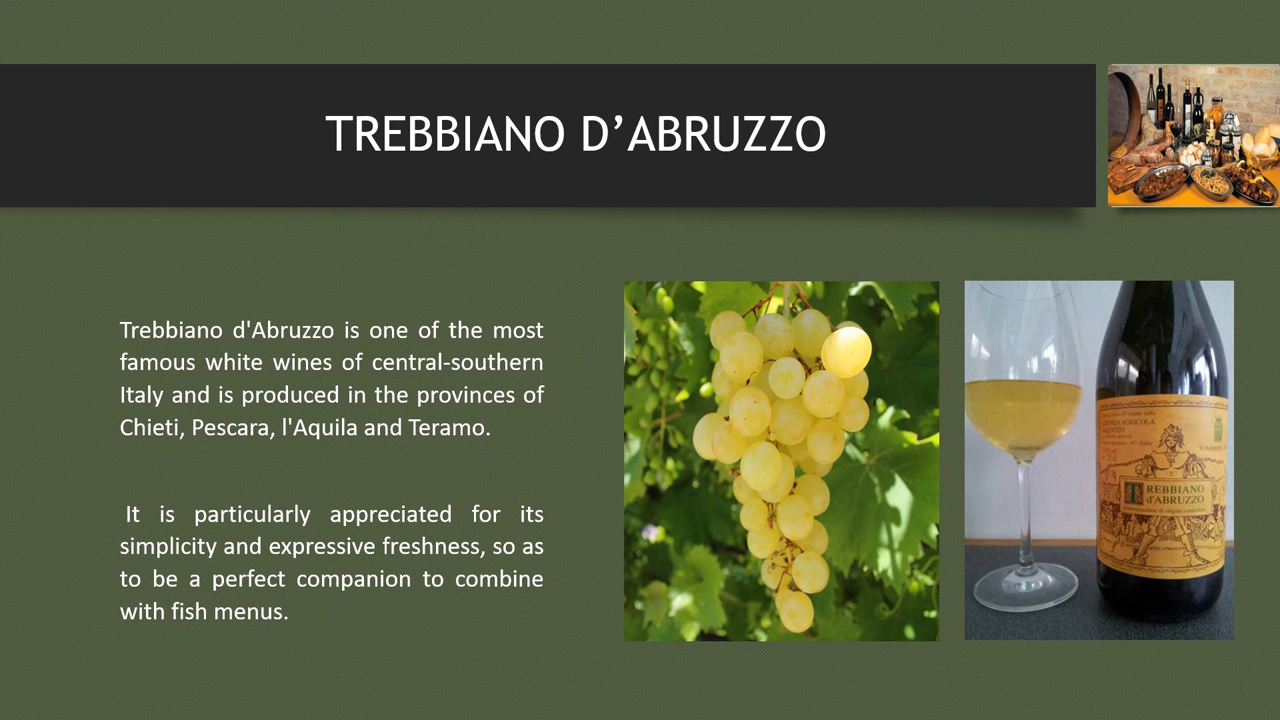 TREBBIANO D’ABRUZZO
Trebbiano d'Abruzzo is one of the most
famous white wines of central-southern
Italy and is produced in the provinces of
Chieti, Pescara, l'Aquila and Teramo.
It is particularly appreciated for its
simplicity and expressive freshness, so as
to be a perfect companion to combine
with fish menus.
AGRICOLA
TREBBIANO
d'ABRUZZO